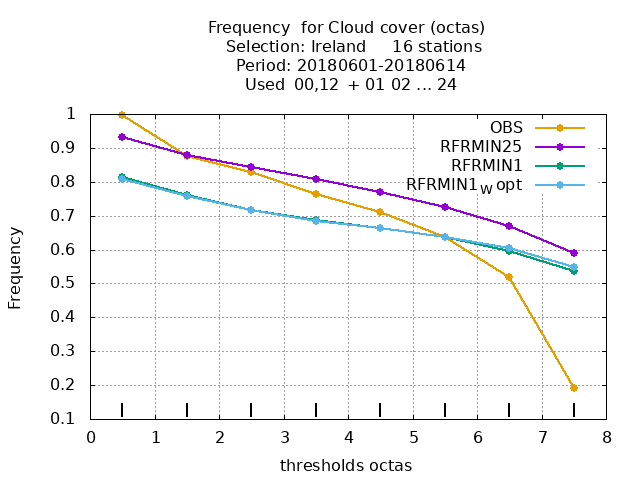 Frequency for Cloud cover (octas)
Selection: Ireland 16 stations
Period: 20180601-20180614
Used 00,12 + 01 02 ... 24
OBS
RFRMIN25
RFRMIN1
RFRMIN1w opt
1
0.9
0.8
0.7
0.6
0.5
0.4
0.3
0.2
0.1
Frequency
0 1 2 3 4 5 6 7 8
thresholds octas